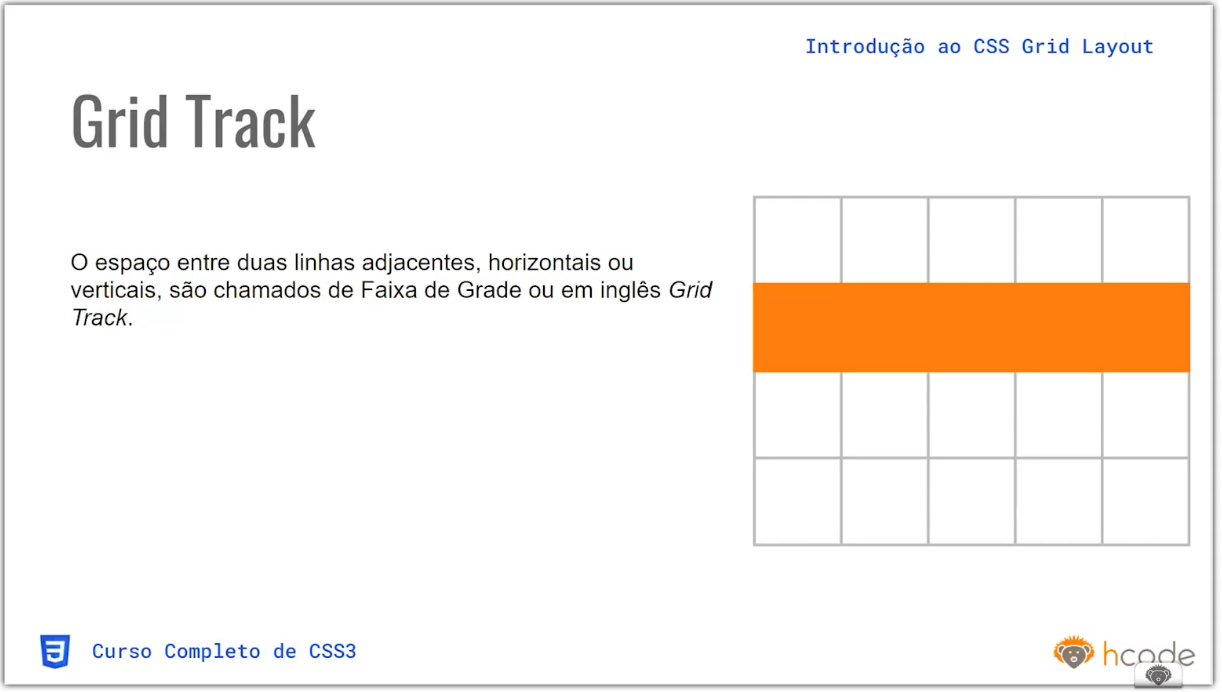 Introdução ao CSS Grid Layout
Grid Track
O espaço entre duas linhas adjacentes, horizontais ou
verticais, são chamados de Faixa de Grade ou em inglês Grid
Track.
Curso Completo de CSS3
hcode